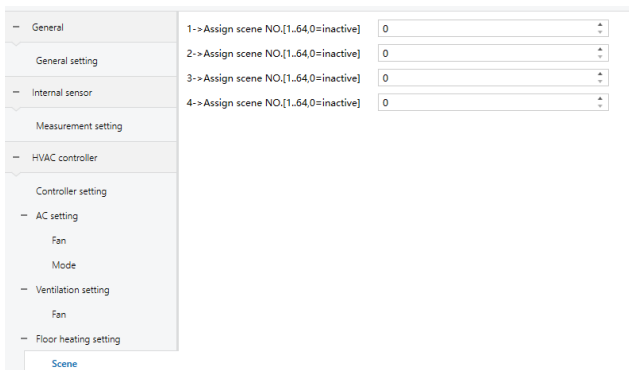 General
General setting
Internal sensor
Measurement setting
HVAC controller
Controller setting
AC setting
Fan
Mode
Ventilation setting
Fan
Floor heating setting
Scene
1->Assign scene NO.[1..64,0=inactive] 0
2->Assign scene NO.[1..64,0=inactive] 0
3->Assign scene NO.[1..64,0=inactive] 0
4->Assign scene NO.[1..64,0=inactive] 0